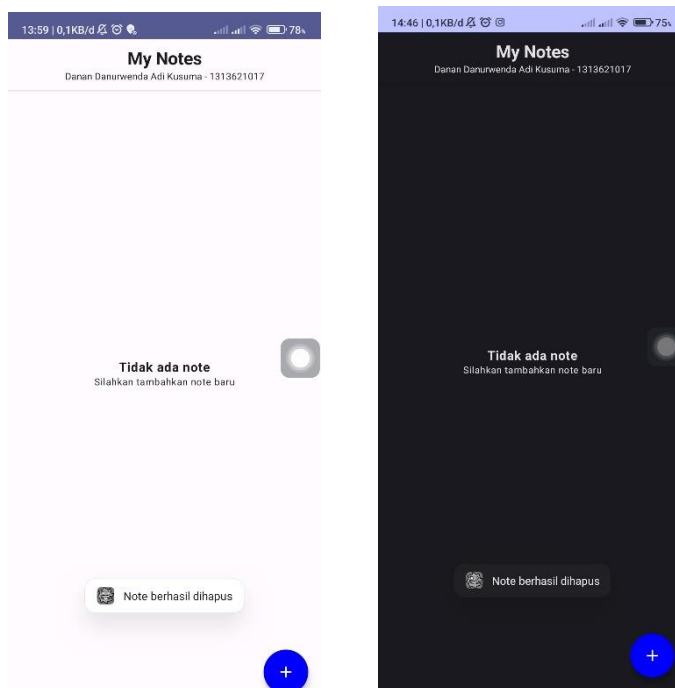 13:59 | 0,1KB/d
78%
My Notes
Danan Danurwenda Adi Kusuma - 1313621017
Tidak ada note
Silahkan tambahkan note baru
Note berhasil dihapus
+
14:46 | 0,1KB/d
75%
My Notes
Danan Danurwenda Adi Kusuma - 1313621017
Tidak ada note
Silahkan tambahkan note baru
Note berhasil dihapus
+